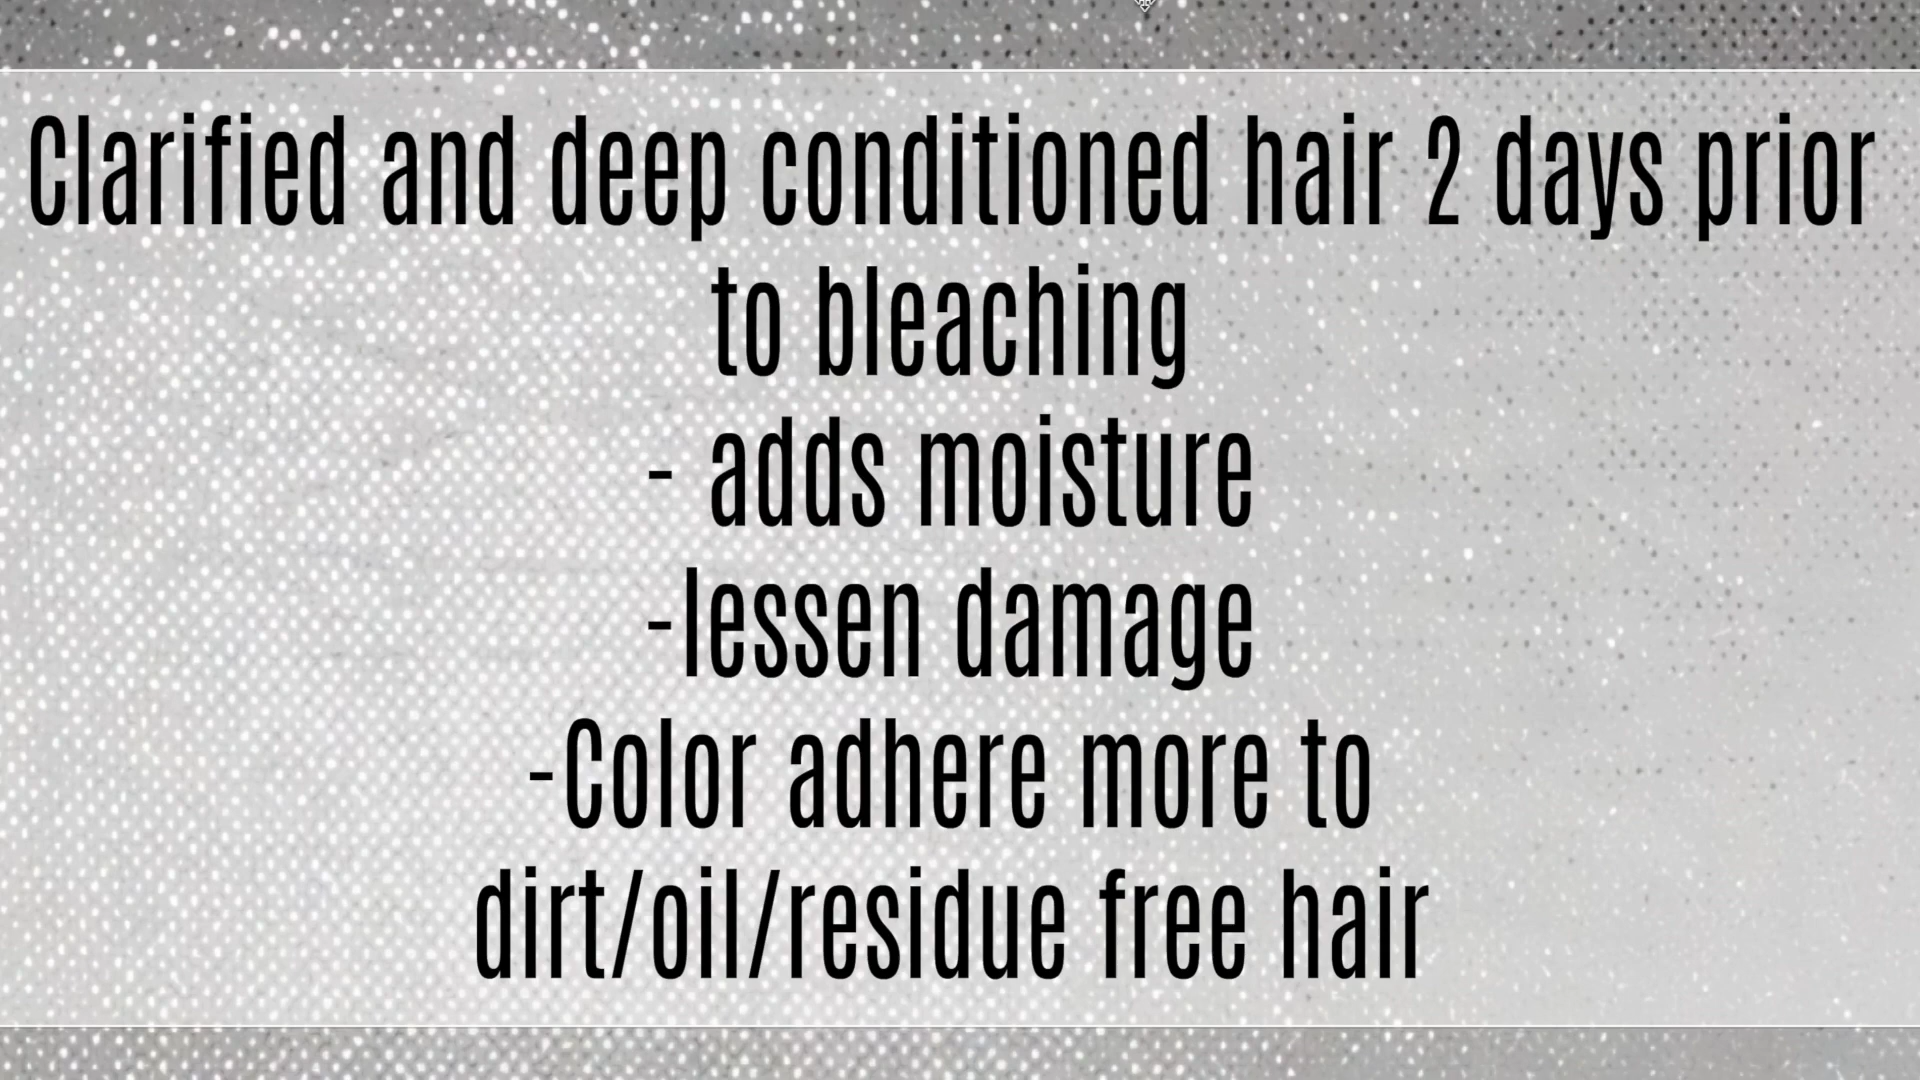 Clarified and deep conditioned hair 2 days prior
to bleaching
- adds moisture
-lessen damage
-Color adhere more to
dirt/oil/residue free hair